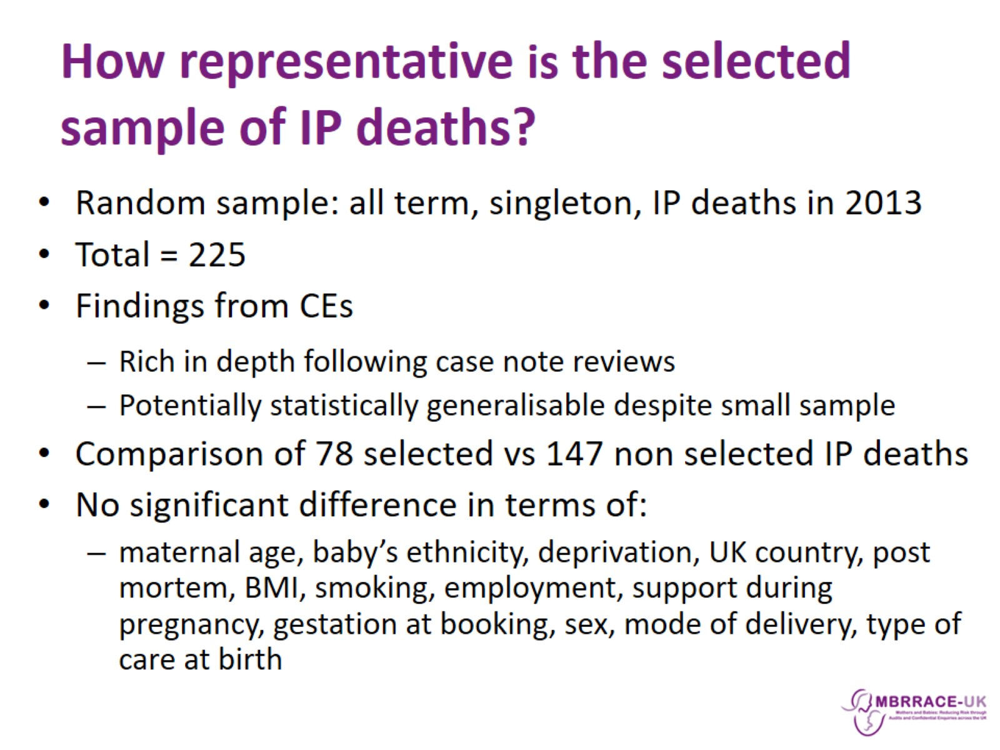 How representative is the selected
sample of IP deaths?
• Random sample: all term, singleton, IP deaths in 2013
• Total = 225
• Findings from CEs
– Rich in depth following case note reviews
– Potentially statistically generalisable despite small sample
• Comparison of 78 selected vs 147 non selected IP deaths
• No significant difference in terms of:
– maternal age, baby’s ethnicity, deprivation, UK country, post
mortem, BMI, smoking, employment, support during
pregnancy, gestation at booking, sex, mode of delivery, type of
care at birth
MBRRACE-UK
Mothers and Babies: Reducing Risk through
Audits and Confidential Enquiries across the UK